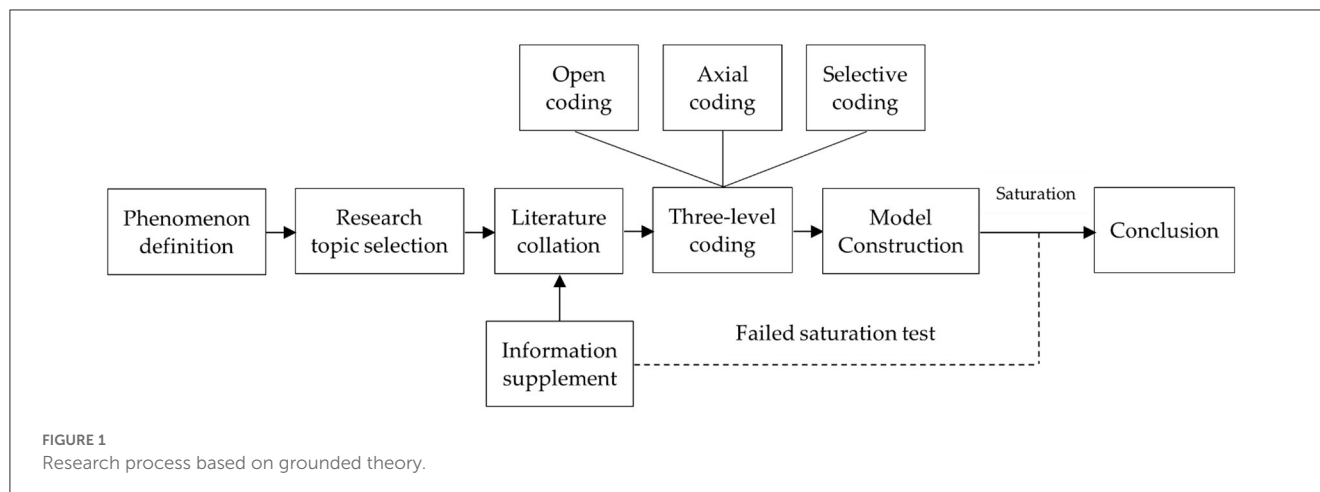 Open
coding
Axial
coding
Selective
coding
Phenomenon
definition
Research
topic selection
Literature
collation
Three-level
coding
Model
Construction
Saturation
Conclusion
Information
supplement
Failed saturation test
FIGURE 1
Research process based on grounded theory.